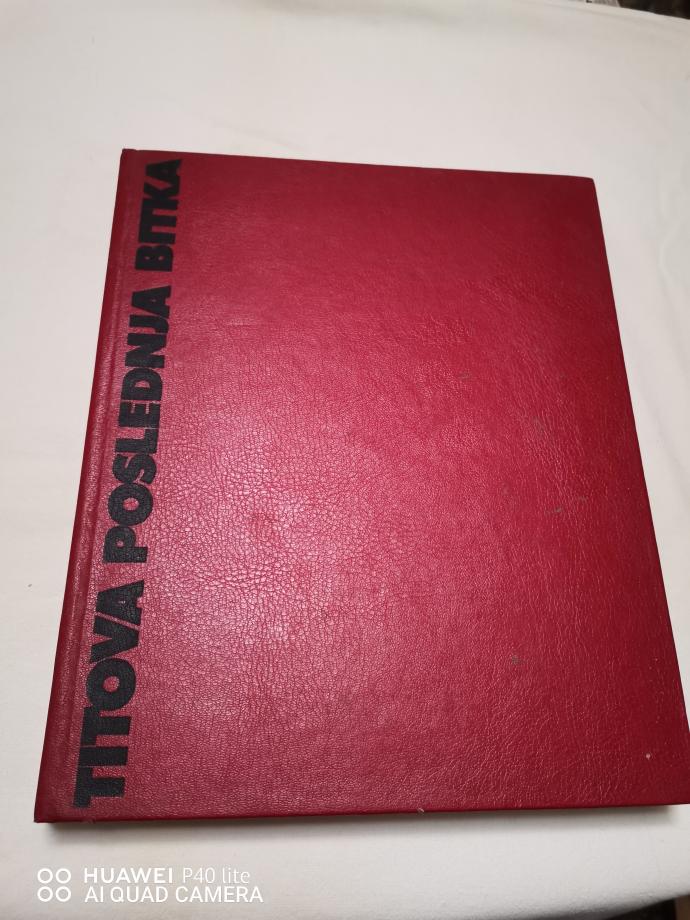 TITOVA POSLEDNJA BITKA
HUAWEI P40 lite
AI QUAD CAMERA